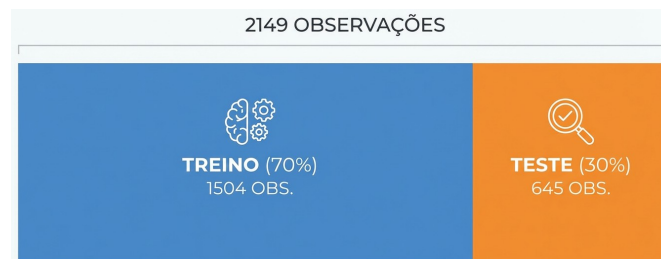 2149 OBSERVAÇÕES
TREINO (70%)
1504 OBS.
TESTE (30%)
645 OBS.